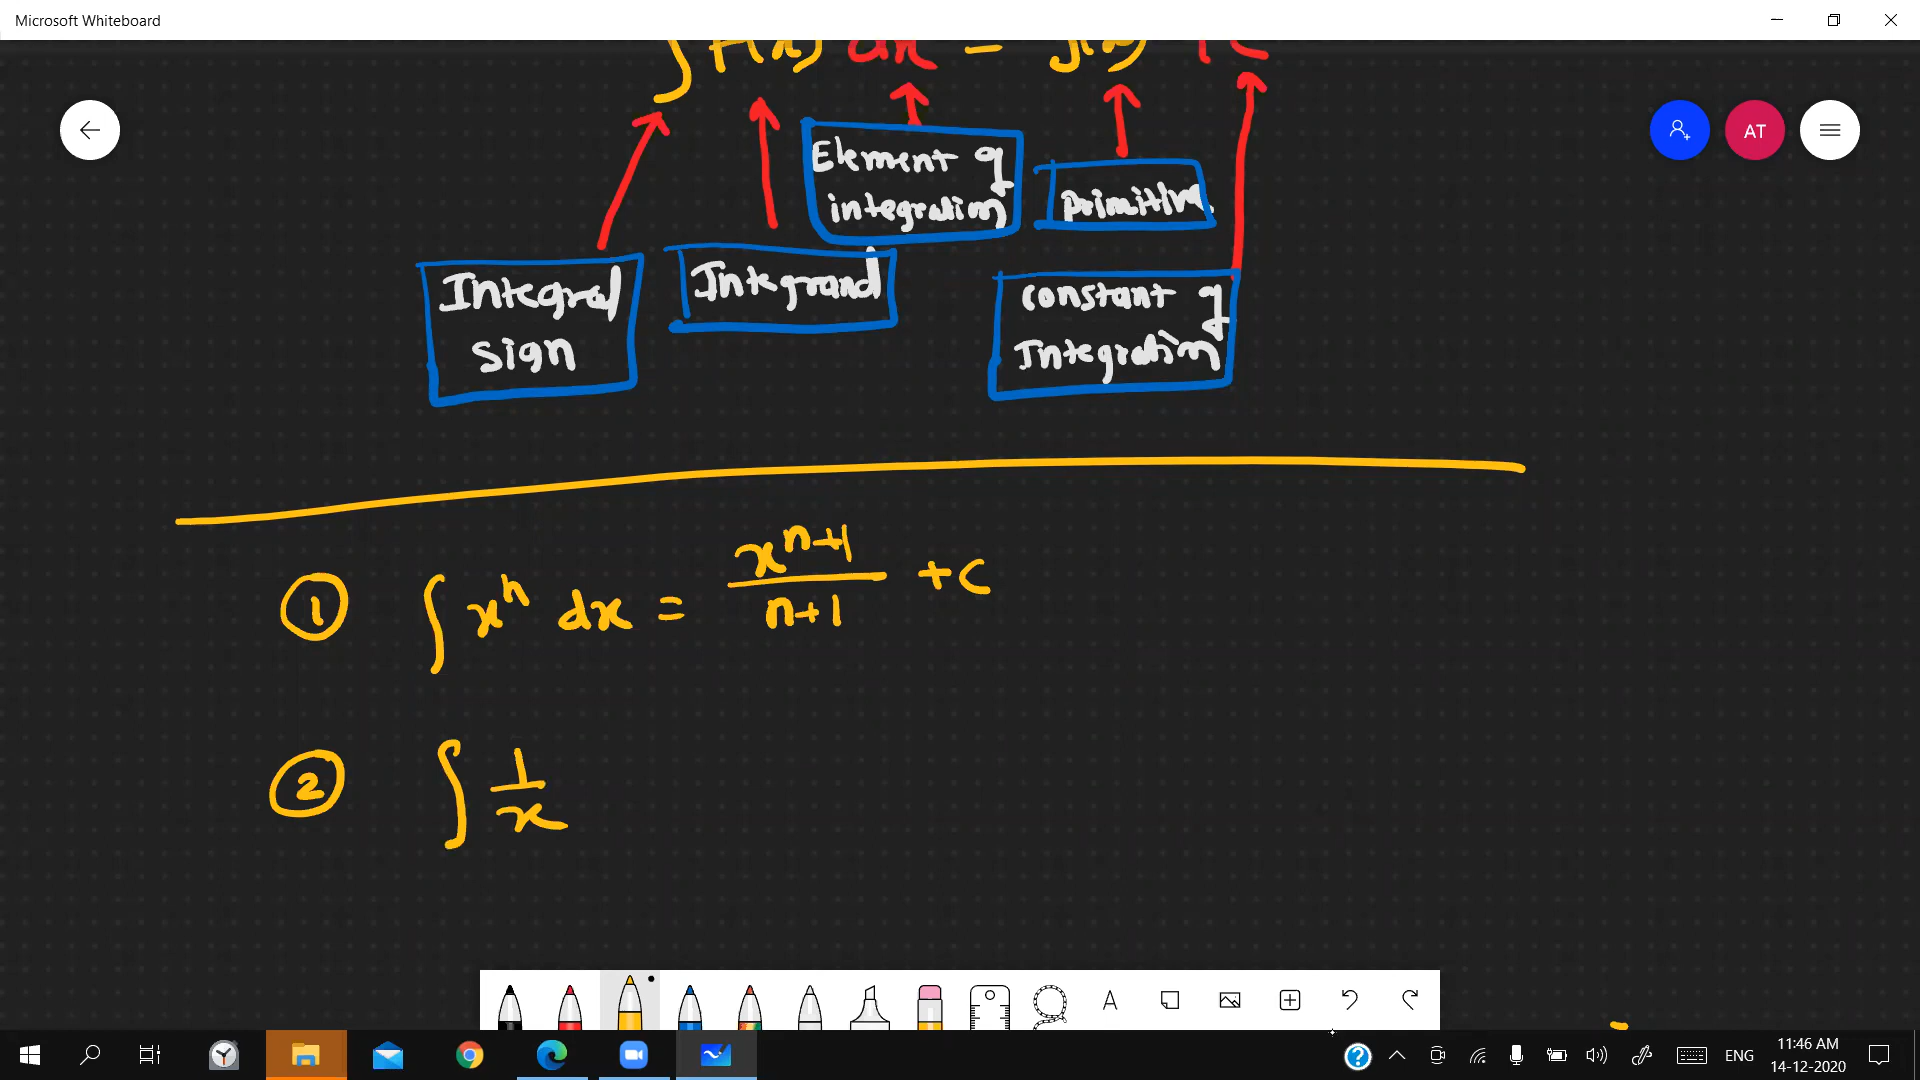 Microsoft Whiteboard
∫ f(x) dx = g(x) + C
Element of
integration
Primitive
AT
Integral
Sign
Integrand
Constant of
Integration
① ∫ xⁿ dx = xⁿ⁺¹/n+1 + c
② ∫ 1/x
ENG
11:46 AM
14-12-2020